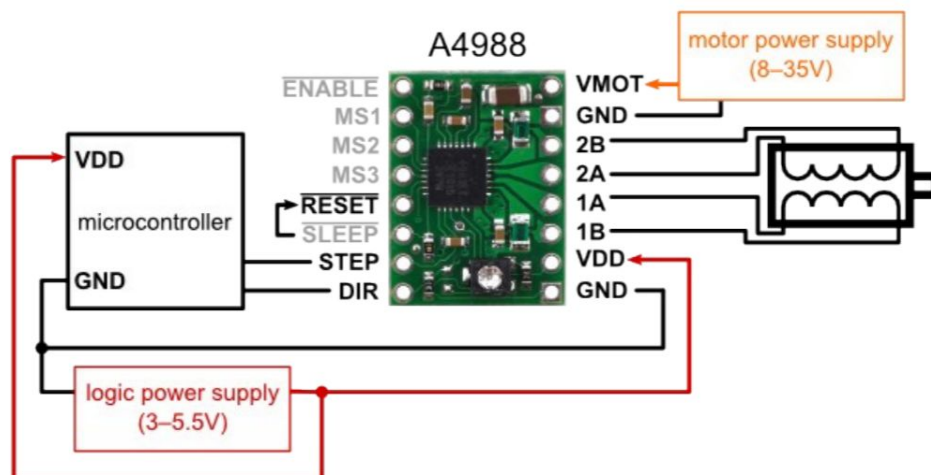 A4988
motor power supply
(8–35V)
ENABLE
MS1
MS2
MS3
RESET
SLEEP
STEP
DIR
VMOT
GND
2B
2A
1A
1B
VDD
GND
VDD
microcontroller
GND
logic power supply
(3–5.5V)